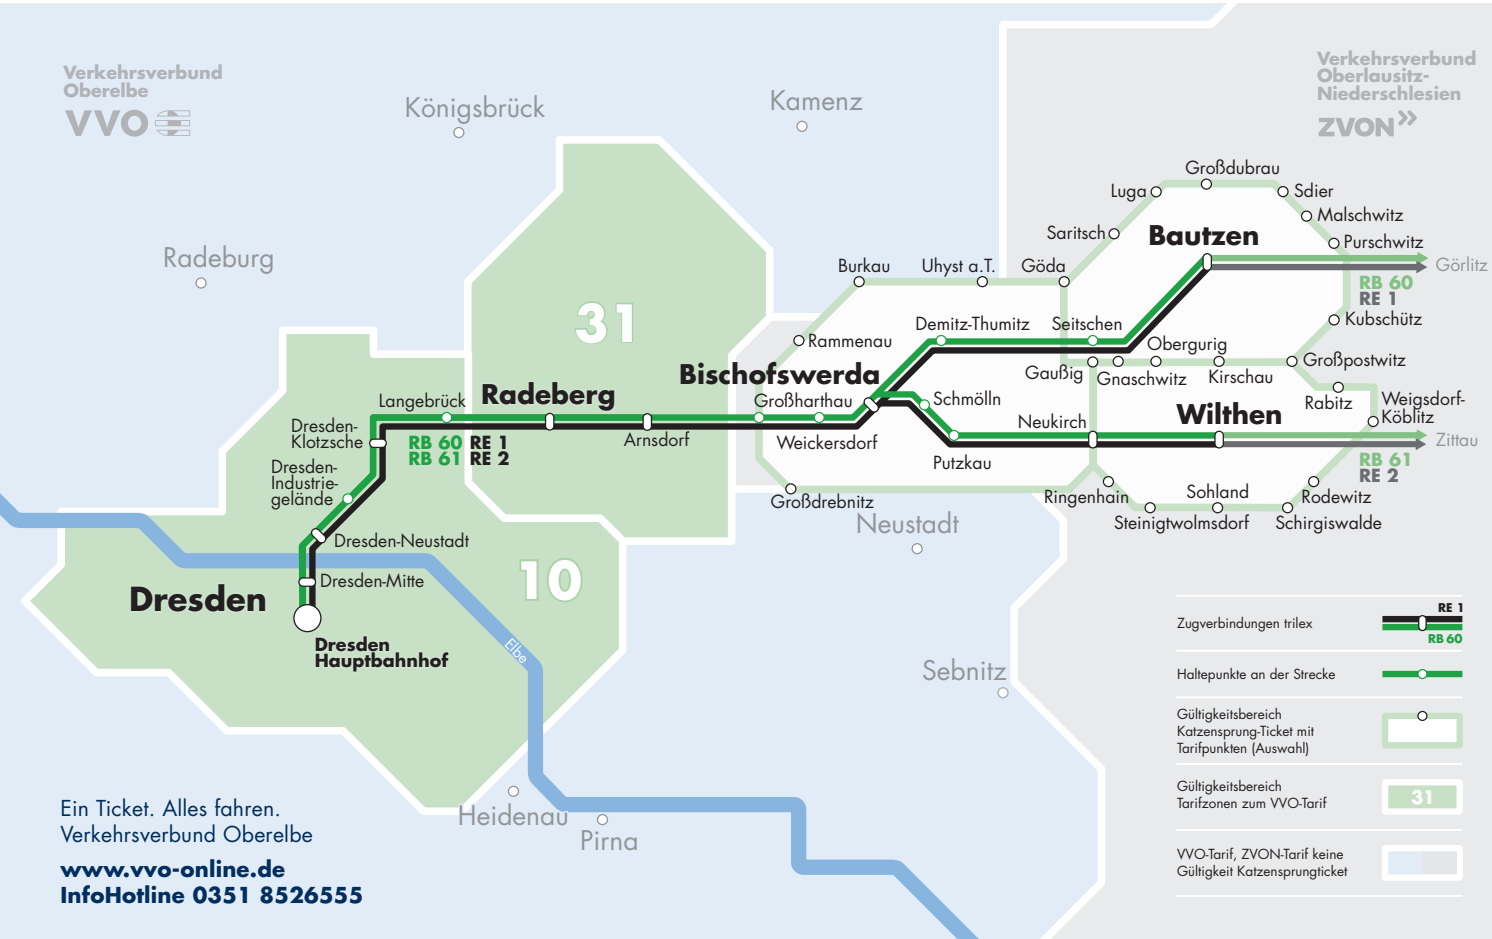 Verkehrsverbund
Oberelbe
VVO
Verkehrsverbund
Oberlausitz-
Niederschlesien
ZVON
Königsbrück
Kamenz
Radeburg
Großdubrau
Luga
Sdier
Malschwitz
Saritsch
Bautzen
Purschwitz
Burkau
Uhyst a.T.
Göda
Görlitz
RB 60
RE 1
31
Demitz-Thumitz
Seitschen
Kubschütz
Rammenau
Obergurig
Großpostwitz
Bischofswerda
Gaußig
Gnaschwitz
Kirschau
Radeberg
Langebrück
Großharthau
Schmölln
Rabitz
Weigsdorf-
Köblitz
Wilthen
Neukirch
Dresden-
Klotzsche
RB 60 RE 1
RB 61 RE 2
Arnsdorf
Weickersdorf
Zittau
Putzkau
RB 61
RE 2
Dresden-
Industrie-
gelände
Großdrebnitz
Ringenhain
Sohland
Rodewitz
Steinigtwolmsdorf
Schirgiswalde
Neustadt
Dresden-Neustadt
10
Dresden-Mitte
Dresden
Dresden
Hauptbahnhof
Elbe
Sebnitz
Heidenau
Pirna
RE 1
Zugverbindungen trilex
RB 60
Haltepunkte an der Strecke
Gültigkeitsbereich
Katzensprung-Ticket mit
Tarifpunkten (Auswahl)
Gültigkeitsbereich
Tarifzonen zum VVO-Tarif
31
VVO-Tarif, ZVON-Tarif keine
Gültigkeit Katzensprungticket
Ein Ticket. Alles fahren.
Verkehrsverbund Oberelbe
www.vvo-online.de
InfoHotline 0351 8526555